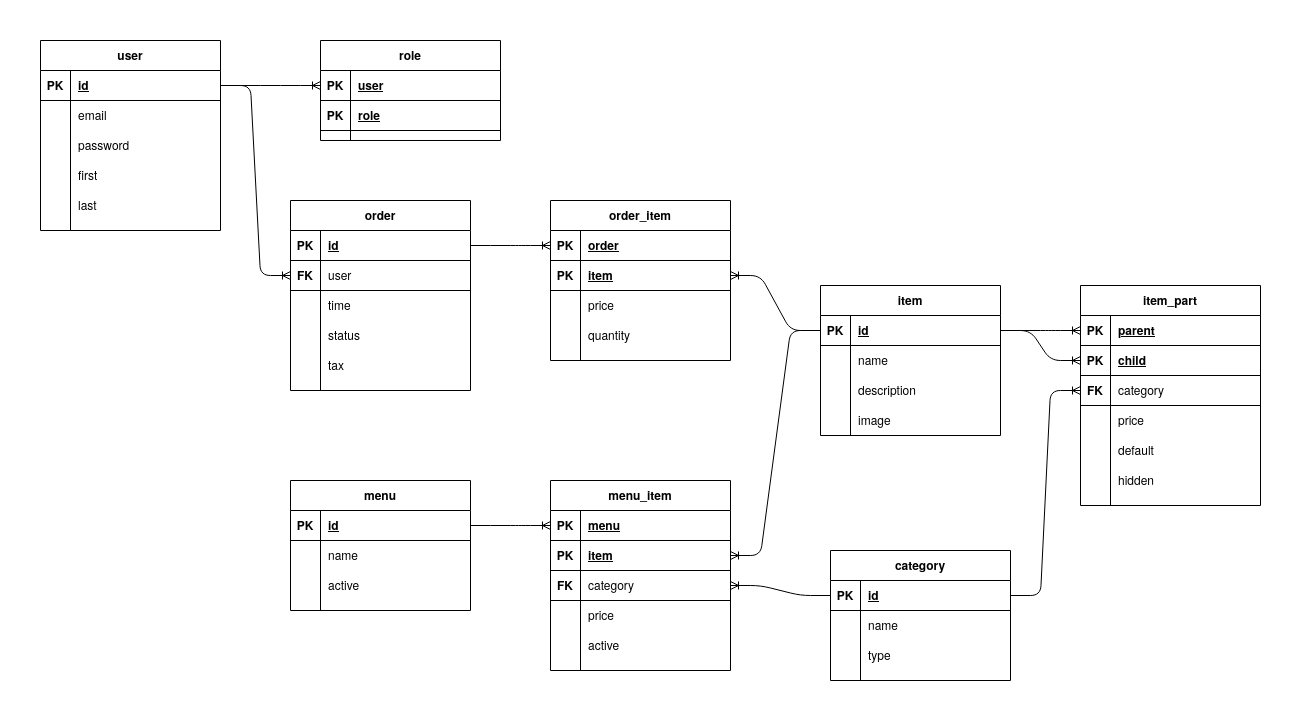 user
PK id
email
password
first
last
role
PK user
PK role
order
PK id
FK user
time
status
tax
order_item
PK order
PK item
price
quantity
item
PK id
name
description
image
item_part
PK parent
PK child
FK category
price
default
hidden
menu
PK id
name
active
menu_item
PK menu
PK item
FK category
price
active
category
PK id
name
type